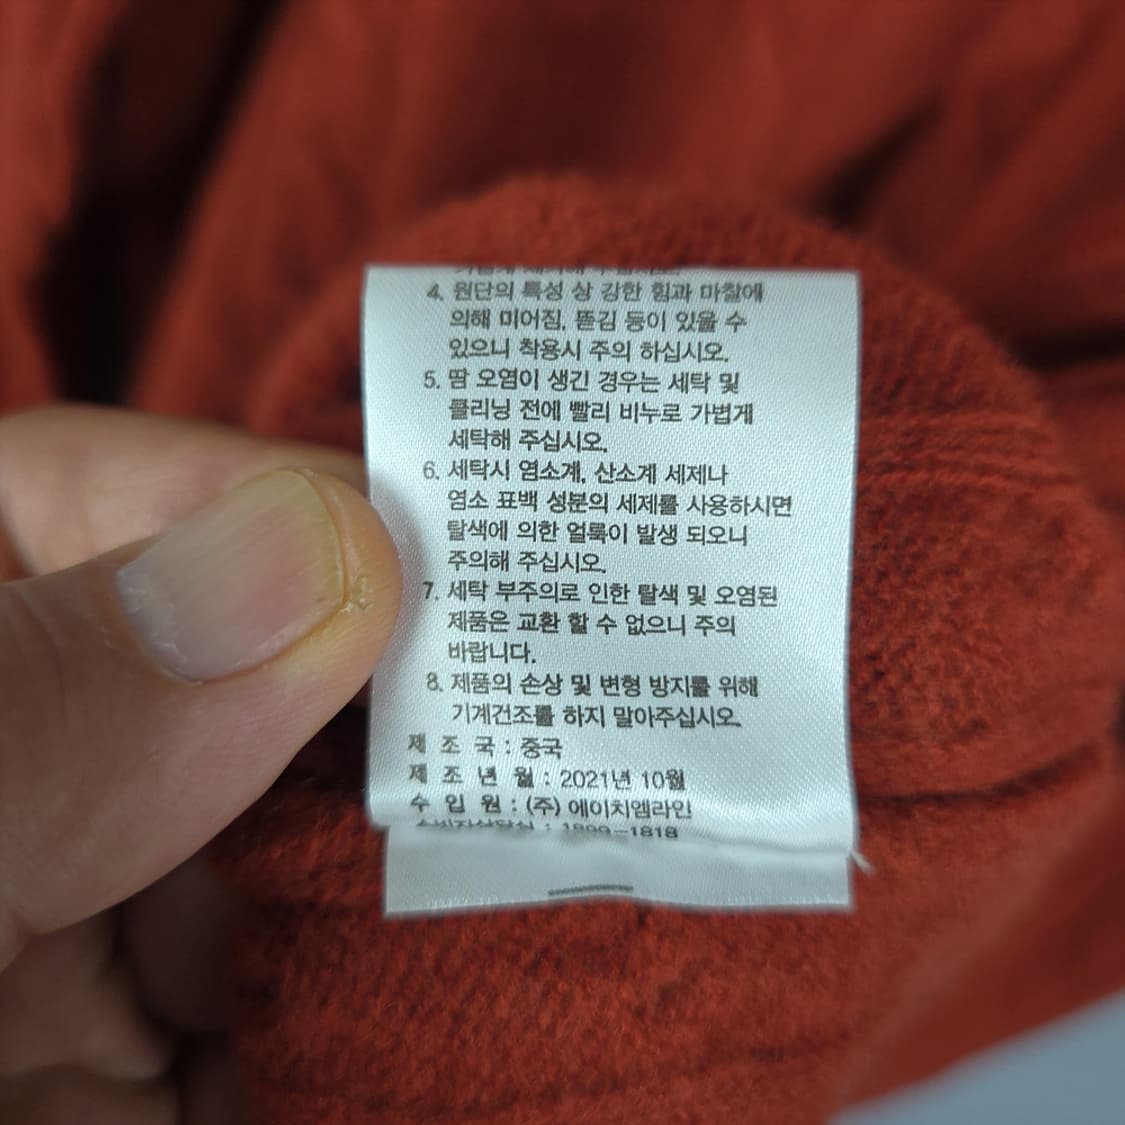 4. 원단의 특성 상 강한 힘과 마찰에
의해 미어짐, 뜯김 등이 있을 수
있으니 착용시 주의 하십시오.
5. 땀 오염이 생긴 경우는 세탁 및
클리닝 전에 빨리 비누로 가볍게
세탁해 주십시오.
6. 세탁시 염소계, 산소계 세제나
염소 표백 성분의 세제를 사용하시면
탈색에 의한 얼룩이 발생 되오니
주의해 주십시오.
7. 세탁 부주의로 인한 탈색 및 오염된
제품은 교환 할 수 없으니 주의
바랍니다.
8. 제품의 손상 및 변형 방지를 위해
기계건조를 하지 말아주십시오.
제 조 국 : 중국
제 조 년 월 : 2021년 10월
수 입 원 : (주) 에이치엠라인
소비자상담실 : 1899-1818